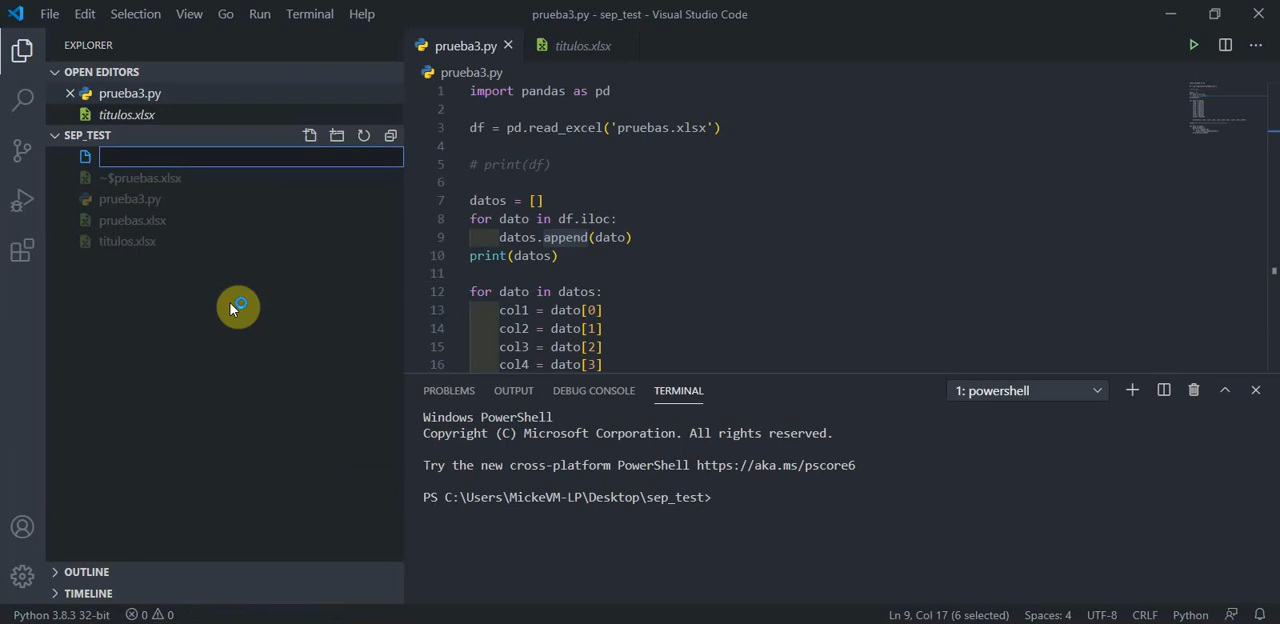 File Edit Selection View Go Run Terminal Help
prueba3.py - sep_test - Visual Studio Code
EXPLORER
OPEN EDITORS
prueba3.py
titulos.xlsx
SEP_TEST
~$pruebas.xlsx
prueba3.py
pruebas.xlsx
titulos.xlsx
OUTLINE
TIMELINE
prueba3.py
titulos.xlsx
prueba3.py
1 import pandas as pd
2
3 df = pd.read_excel('pruebas.xlsx')
4
5 # print(df)
6
7 datos = []
8 for dato in df.iloc:
9 datos.append(dato)
10 print(datos)
11
12 for dato in datos:
13 col1 = dato[0]
14 col2 = dato[1]
15 col3 = dato[2]
16 col4 = dato[3]
PROBLEMS OUTPUT DEBUG CONSOLE TERMINAL
1: powershell
Windows PowerShell
Copyright (C) Microsoft Corporation. All rights reserved.
Try the new cross-platform PowerShell https://aka.ms/pscore6
PS C:\Users\MickeVM-LP\Desktop\sep_test>
Python 3.8.3 32-bit 0 0
Ln 9, Col 17 (6 selected) Spaces: 4 UTF-8 CRLF Python